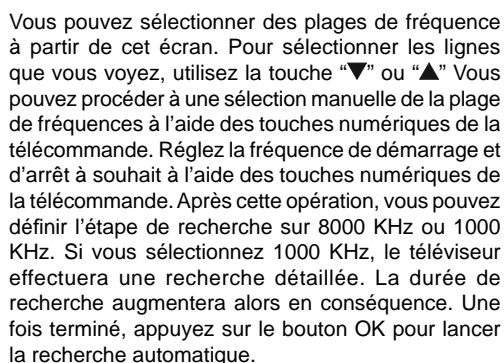 Vous pouvez sélectionner des plages de fréquence
à partir de cet écran. Pour sélectionner les lignes
que vous voyez, utilisez la touche “▼” ou “▲” Vous
pouvez procéder à une sélection manuelle de la plage
de fréquences à l’aide des touches numériques de la
télécommande. Réglez la fréquence de démarrage et
d’arrêt à souhait à l’aide des touches numériques de
la télécommande. Après cette opération, vous pouvez
définir l’étape de recherche sur 8000 KHz ou 1000
KHz. Si vous sélectionnez 1000 KHz, le téléviseur
effectuera une recherche détaillée. La durée de
recherche augmentera alors en conséquence. Une
fois terminé, appuyez sur le bouton OK pour lancer
la recherche automatique.